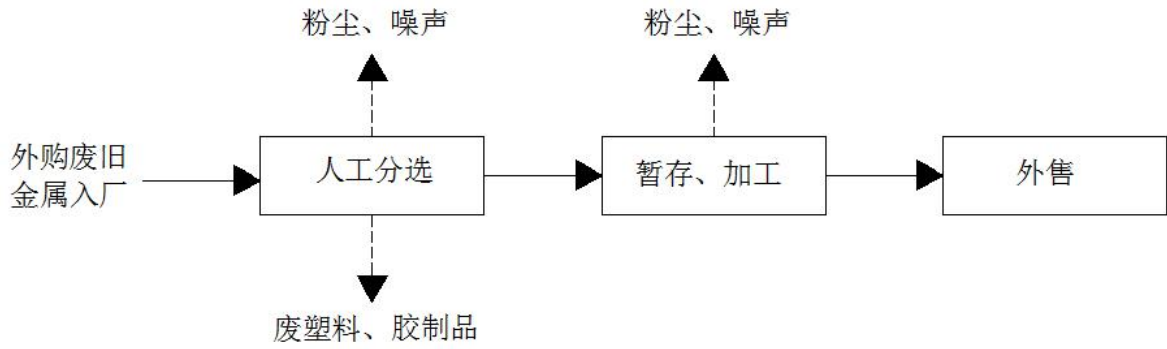 粉尘、噪声
粉尘、噪声
外购废旧
金属入厂
人工分选
暂存、加工
外售
废塑料、胶制品